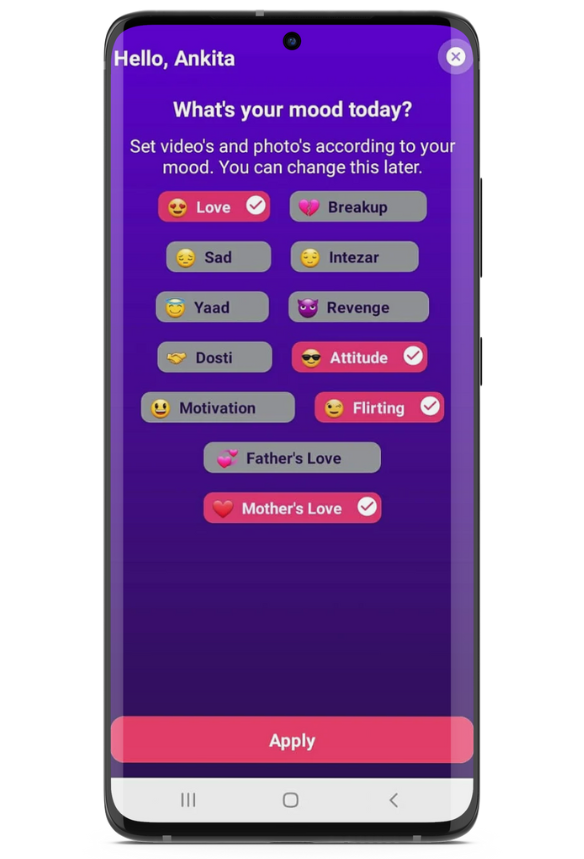 Hello, Ankita
What's your mood today?
Set video's and photo's according to your
mood. You can change this later.
Love
Breakup
Sad
Intezar
Yaad
Revenge
Dosti
Attitude
Motivation
Flirting
Father's Love
Mother's Love
Apply